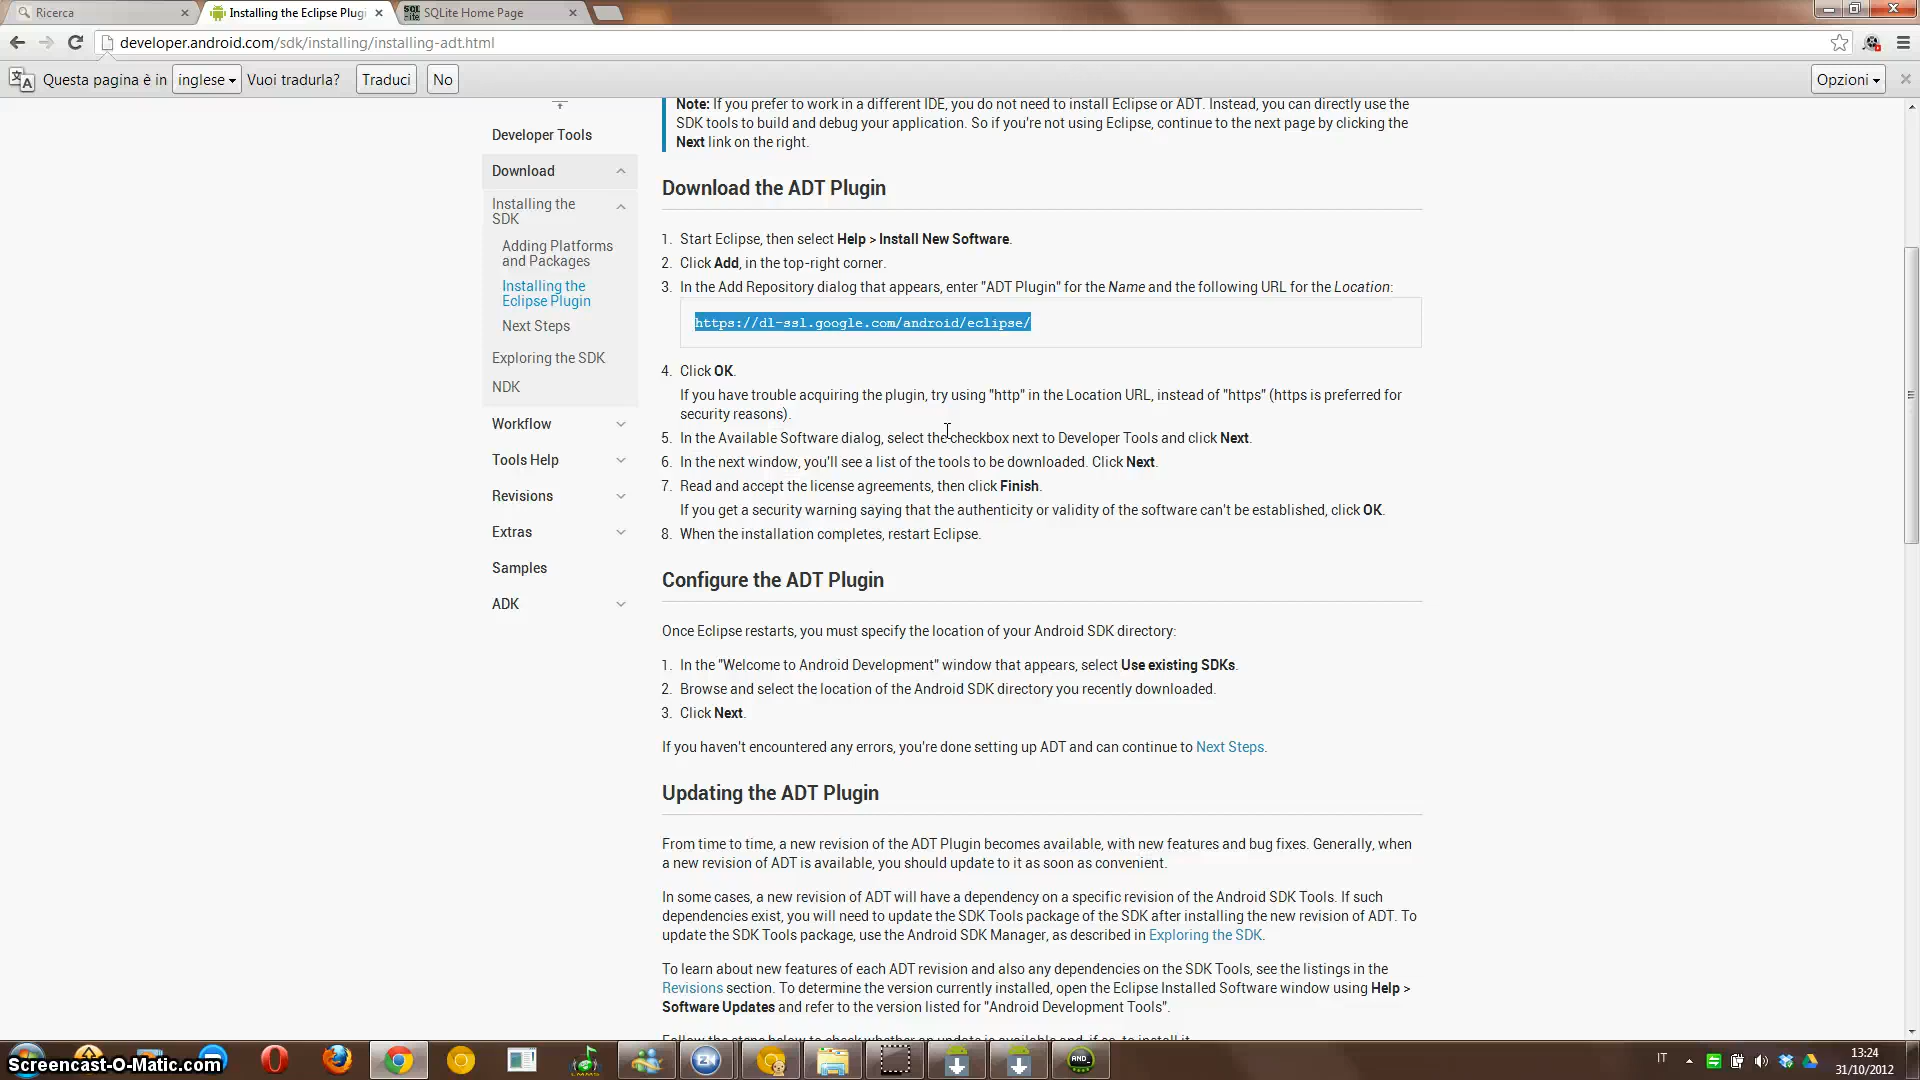 Ricerca
Installing the Eclipse Plugi
SQLite Home Page
developer.android.com/sdk/installing/installing-adt.html
Questa pagina è in inglese Vuoi tradurla? Traduci No Opzioni
Note: If you prefer to work in a different IDE, you do not need to install Eclipse or ADT. Instead, you can directly use the
SDK tools to build and debug your application. So if you're not using Eclipse, continue to the next page by clicking the
Next link on the right.
Developer Tools
Download
Installing the
SDK
Adding Platforms
and Packages
Installing the
Eclipse Plugin
Next Steps
Exploring the SDK
NDK
Workflow
Tools Help
Revisions
Extras
Samples
ADK
Download the ADT Plugin
1. Start Eclipse, then select Help > Install New Software.
2. Click Add, in the top-right corner.
3. In the Add Repository dialog that appears, enter "ADT Plugin" for the Name and the following URL for the Location:
https://dl-ssl.google.com/android/eclipse/
4. Click OK.
If you have trouble acquiring the plugin, try using "http" in the Location URL, instead of "https" (https is preferred for
security reasons).
5. In the Available Software dialog, select the checkbox next to Developer Tools and click Next.
6. In the next window, you'll see a list of the tools to be downloaded. Click Next.
7. Read and accept the license agreements, then click Finish.
If you get a security warning saying that the authenticity or validity of the software can't be established, click OK.
8. When the installation completes, restart Eclipse.
Configure the ADT Plugin
Once Eclipse restarts, you must specify the location of your Android SDK directory:
1. In the "Welcome to Android Development" window that appears, select Use existing SDKs.
2. Browse and select the location of the Android SDK directory you recently downloaded.
3. Click Next.
If you haven't encountered any errors, you're done setting up ADT and can continue to Next Steps.
Updating the ADT Plugin
From time to time, a new revision of the ADT Plugin becomes available, with new features and bug fixes. Generally, when
a new revision of ADT is available, you should update to it as soon as convenient.
In some cases, a new revision of ADT will have a dependency on a specific revision of the Android SDK Tools. If such
dependencies exist, you will need to update the SDK Tools package of the SDK after installing the new revision of ADT. To
update the SDK Tools package, use the Android SDK Manager, as described in Exploring the SDK.
To learn about new features of each ADT revision and also any dependencies on the SDK Tools, see the listings in the
Revisions section. To determine the version currently installed, open the Eclipse Installed Software window using Help >
Software Updates and refer to the version listed for "Android Development Tools".
Follow the steps below to check whether an update is available and, if so, to install it.
Screencast-O-Matic.com
LMMS
AND
IT
13:24
31/10/2012